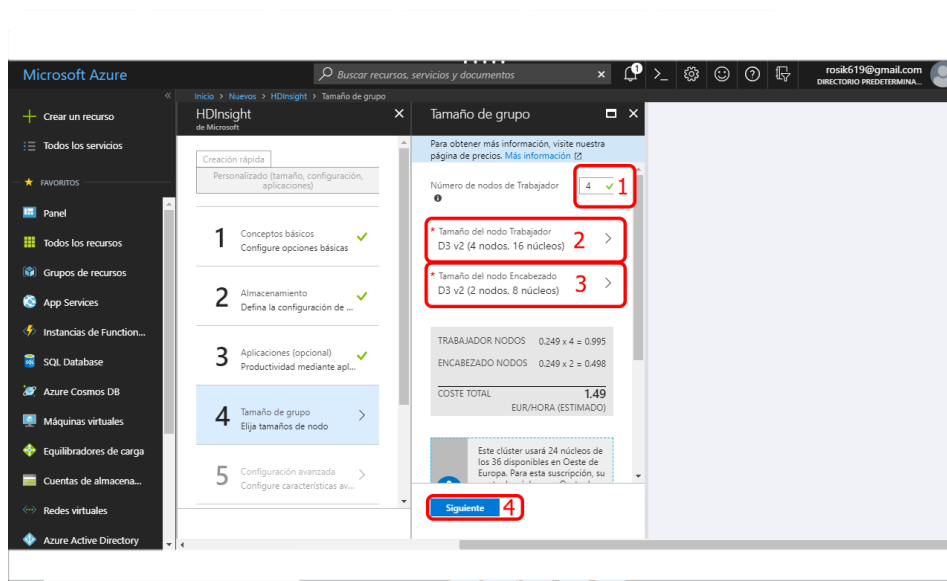 Microsoft Azure
Buscar recursos, servicios y documentos
rosik619@gmail.com
DIRECTORIO PREDETERMINA...
Crear un recurso
Todos los servicios
FAVORITOS
Panel
Todos los recursos
Grupos de recursos
App Services
Instancias de Function...
SQL Database
Azure Cosmos DB
Máquinas virtuales
Equilibradores de carga
Cuentas de almacena...
Redes virtuales
Azure Active Directory
Inicio > Nuevos > HDInsight > Tamaño de grupo
HDInsight
de Microsoft
Creación rápida
Personalizado (tamaño, configuración,
aplicaciones)
1
Conceptos básicos
Configure opciones básicas
2
Almacenamiento
Defina la configuración de ...
3
Aplicaciones (opcional)
Productividad mediante apl...
4
Tamaño de grupo
Elija tamaños de nodo
5
Configuración avanzada
Configure características av...
Tamaño de grupo
Para obtener más información, visite nuestra
página de precios. Más información
Número de nodos de Trabajador
4
1
* Tamaño del nodo Trabajador
D3 v2 (4 nodos, 16 núcleos)
2
* Tamaño del nodo Encabezado
D3 v2 (2 nodos, 8 núcleos)
3
TRABAJADOR NODOS 0.249 x 4 = 0.995
ENCABEZADO NODOS 0.249 x 2 = 0.498
COSTE TOTAL 1.49
EUR/HORA (ESTIMADO)
Este clúster usará 24 núcleos de
los 36 disponibles en Oeste de
Europa. Para esta suscripción, su
Siguiente
4